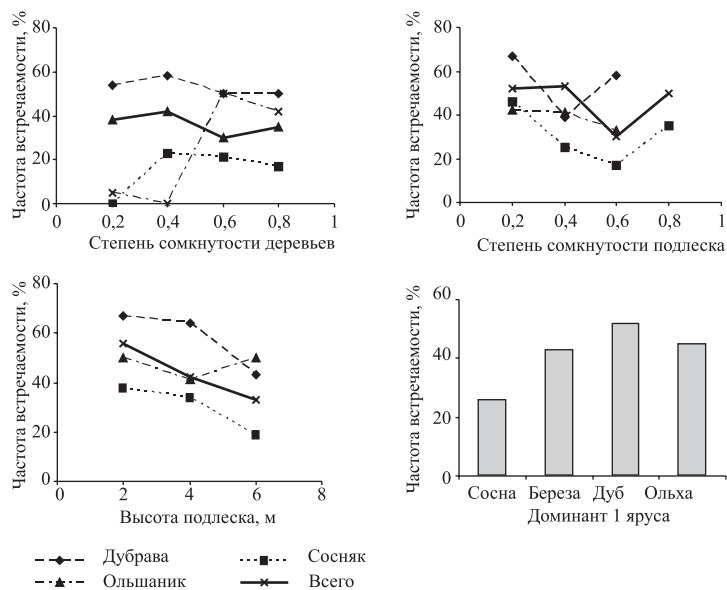 Частота встречаемости, %
80
60
40
20
0
0
0,2
0,4
0,6
0,8
1
Степень сомкнутости деревьев
Частота встречаемости, %
80
60
40
20
0
0
0,2
0,4
0,6
0,8
1
Степень сомкнутости подлеска
Частота встречаемости, %
80
60
40
20
0
0
2
4
6
8
Высота подлеска, м
Частота встречаемости, %
60
40
20
0
Сосна Береза Дуб Ольха
Доминант 1 яруса
Дубрава
Сосняк
Ольшаник
Всего